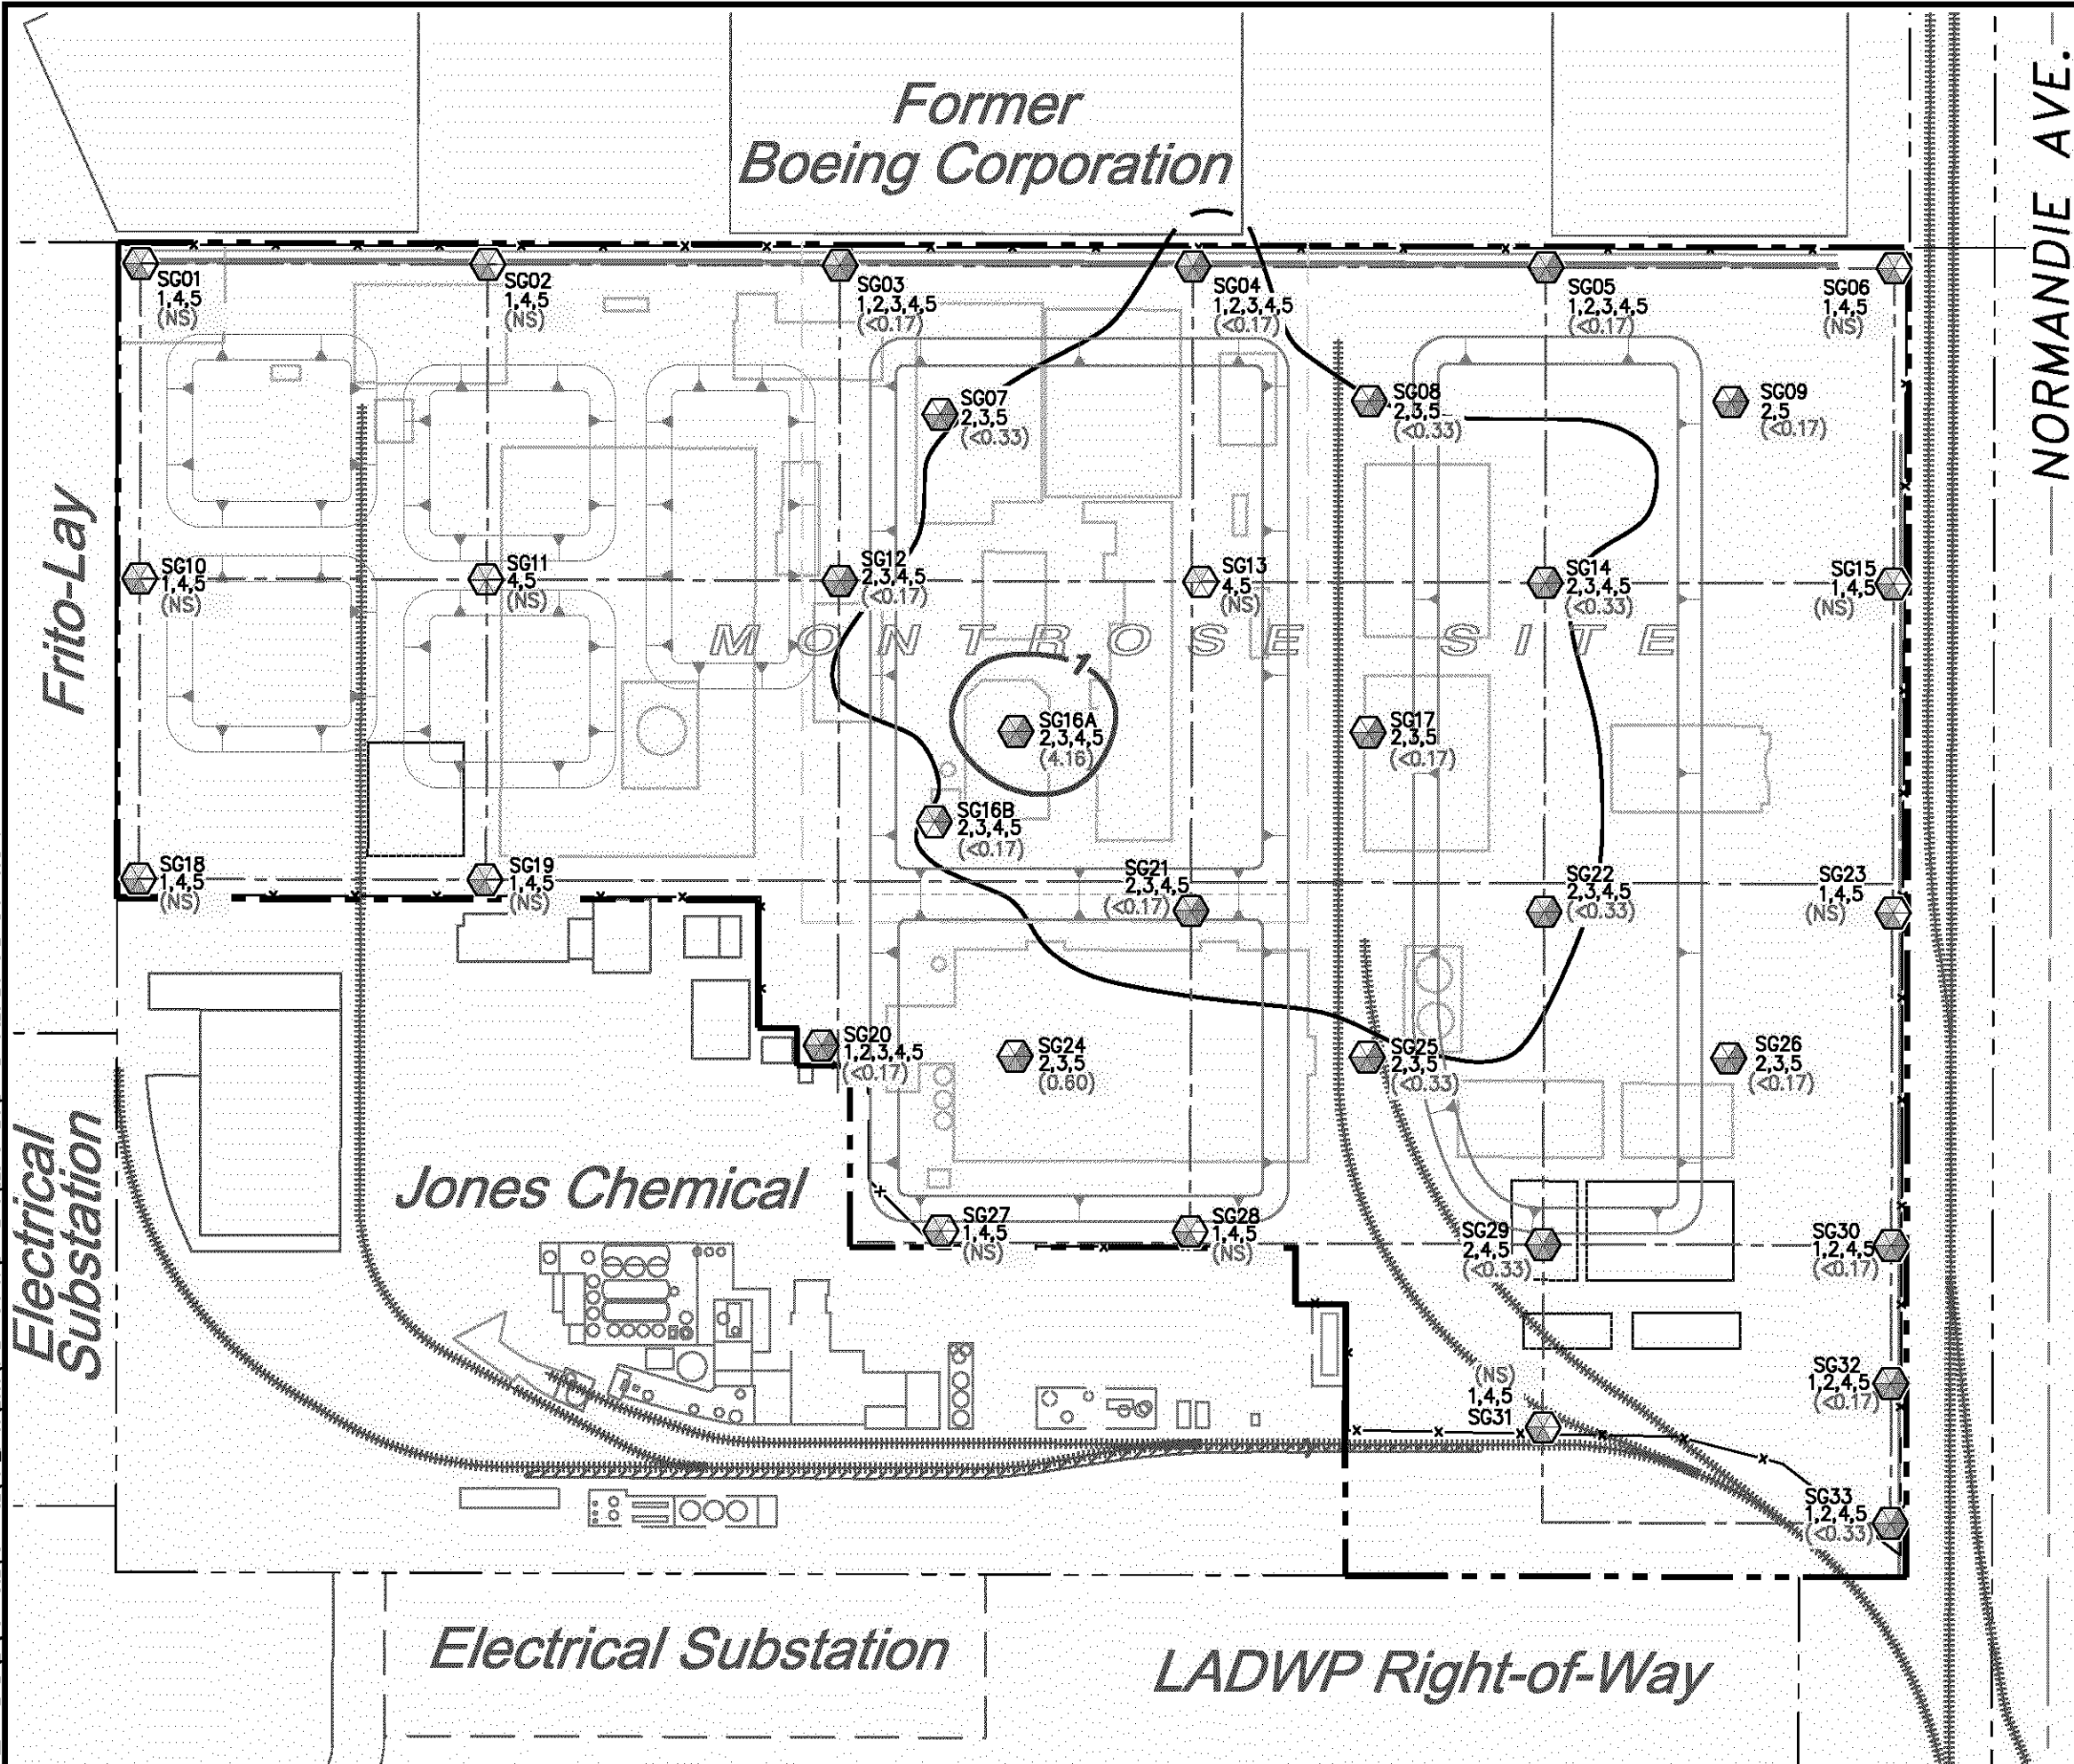 Former
Boeing Corporation
NORMANDIE AVE.
SG01
1,4,5
(NS)
SG02
1,4,5
(NS)
SG03
1,2,3,4,5
(<0.17)
SG04
1,2,3,4,5
(<0.17)
SG05
1,2,3,4,5
(<0.17)
SG06
1,4,5
(NS)
SG07
2,3,5
(<0.33)
SG08
2,3,5
(<0.33)
SG09
2,5
(<0.17)
Frito-Lay
SG10
1,4,5
(NS)
SG11
4,5
(NS)
SG12
2,3,4,5
(<0.17)
SG13
4,5
(NS)
SG14
2,3,4,5
(<0.33)
SG15
1,4,5
(NS)
MONTROSE SITE
1
SG16A
2,3,4,5
(4.16)
SG17
2,3,5
(<0.17)
SG16B
2,3,4,5
(<0.17)
SG18
1,4,5
(NS)
SG19
1,4,5
(NS)
SG21
2,3,4,5
(<0.17)
SG22
2,3,4,5
(<0.33)
SG23
1,4,5
(NS)
SG20
1,2,3,4,5
(<0.17)
SG24
2,3,5
(0.60)
SG25
2,3,5
(<0.33)
SG26
2,3,5
(<0.17)
Electrical
Substation
Jones Chemical
SG27
1,4,5
(NS)
SG28
1,4,5
(NS)
SG29
2,4,5
(<0.33)
SG30
1,2,4,5
(<0.17)
(NS)
1,4,5
SG31
SG32
1,2,4,5
(<0.17)
SG33
1,2,4,5
(<0.33)
Electrical Substation
LADWP Right-of-Way